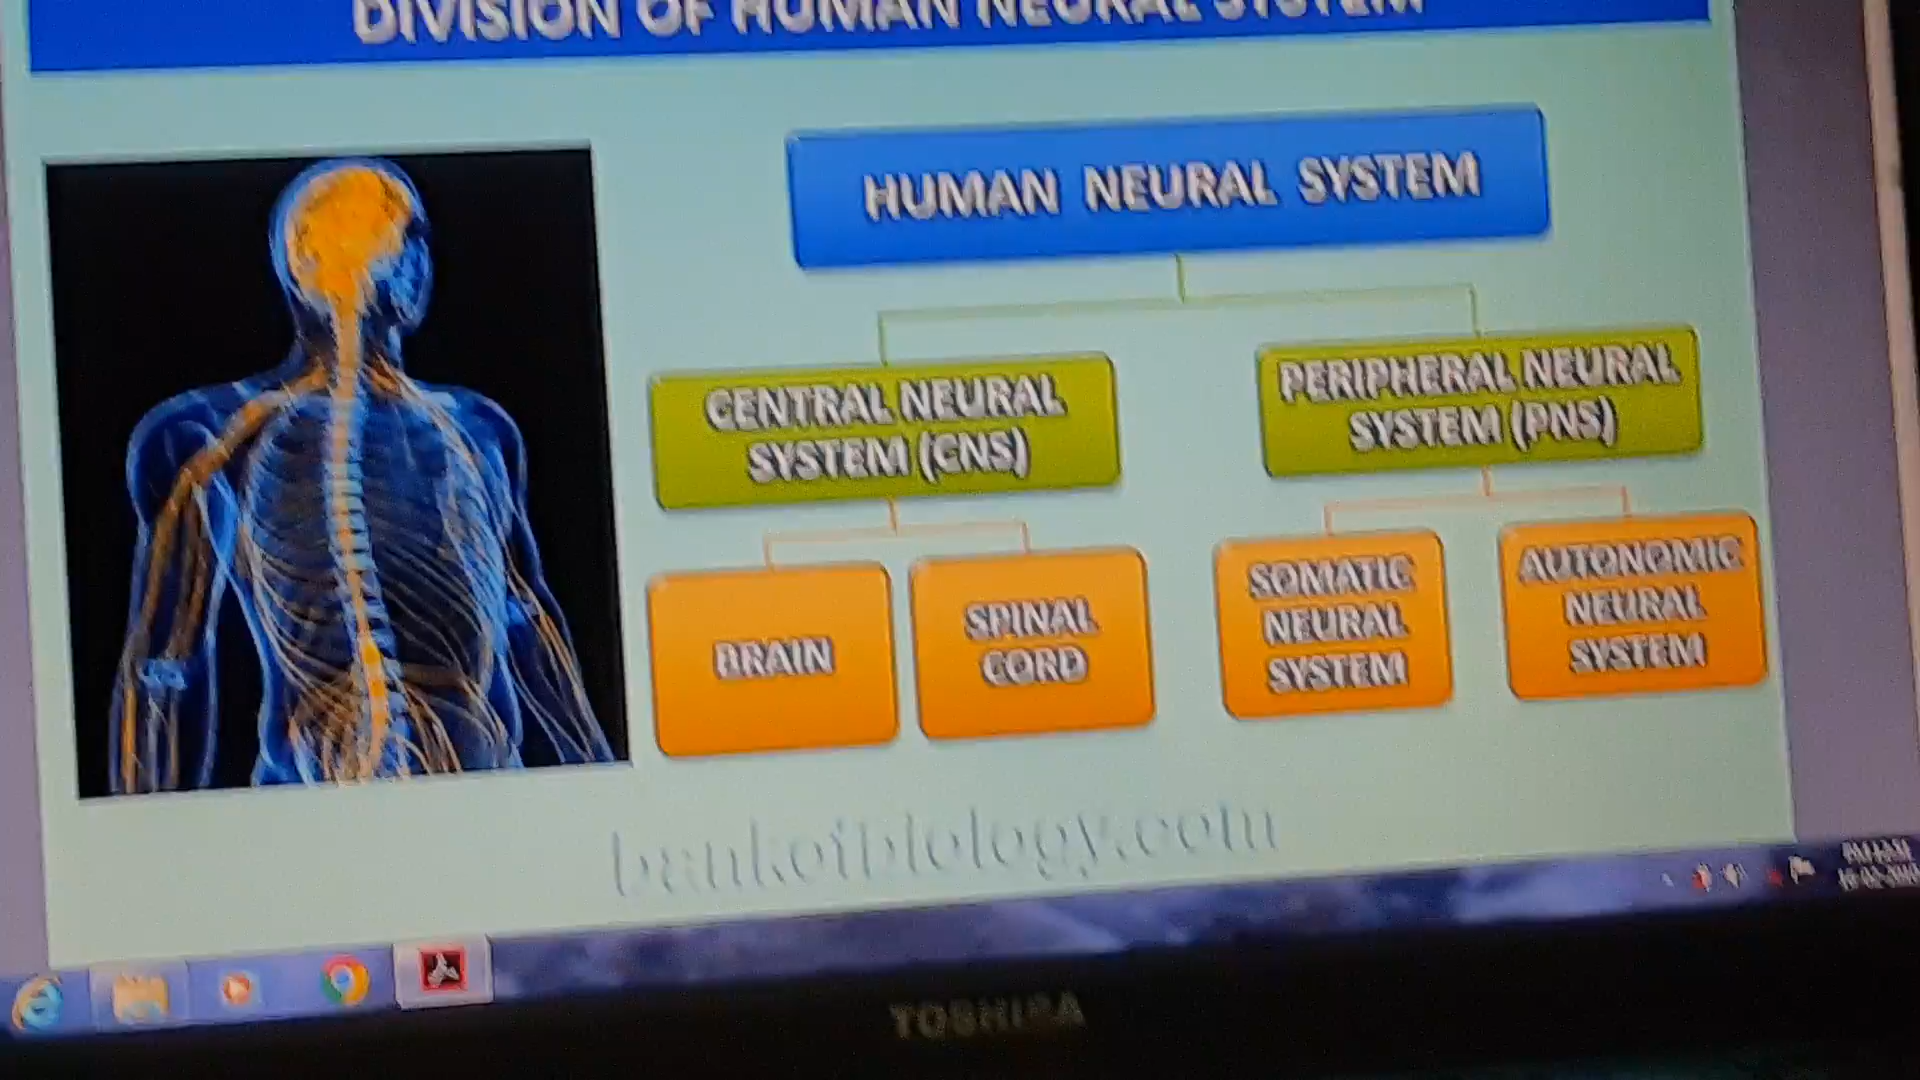 DIVISION OF HUMAN NEURAL SYSTEM
HUMAN NEURAL SYSTEM
CENTRAL NEURAL
SYSTEM (CNS)
PERIPHERAL NEURAL
SYSTEM (PNS)
BRAIN
SPINAL
CORD
SOMATIC
NEURAL
SYSTEM
AUTONOMIC
NEURAL
SYSTEM
bankofbiology.com
TOSHIBA